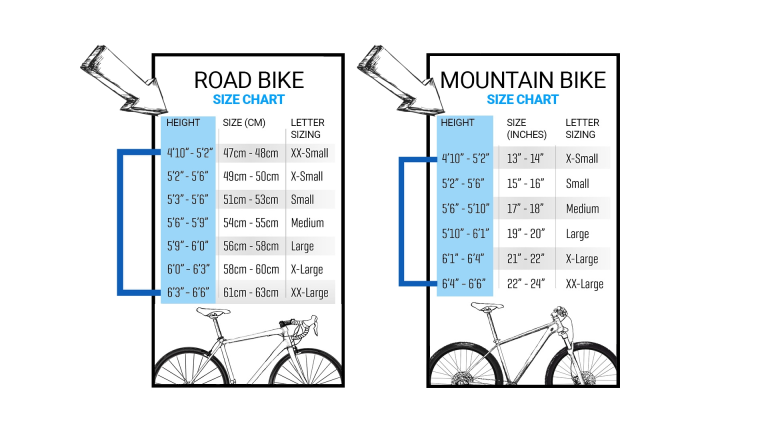 ROAD BIKE
SIZE CHART
HEIGHT SIZE (CM) LETTER SIZING
4'10" - 5'2" 47cm - 48cm XX-Small
5'2" - 5'6" 49cm - 50cm X-Small
5'3" - 5'6" 51cm - 53cm Small
5'6" - 5'9" 54cm - 55cm Medium
5'9" - 6'0" 56cm - 58cm Large
6'0" - 6'3" 58cm - 60cm X-Large
6'3" - 6'6" 61cm - 63cm XX-Large
MOUNTAIN BIKE
SIZE CHART
HEIGHT SIZE (INCHES) LETTER SIZING
4'10" - 5'2" 13" - 14" X-Small
5'2" - 5'6" 15" - 16" Small
5'6" - 5'10" 17" - 18" Medium
5'10" - 6'1" 19" - 20" Large
6'1" - 6'4" 21" - 22" X-Large
6'4" - 6'6" 22" - 24" XX-Large